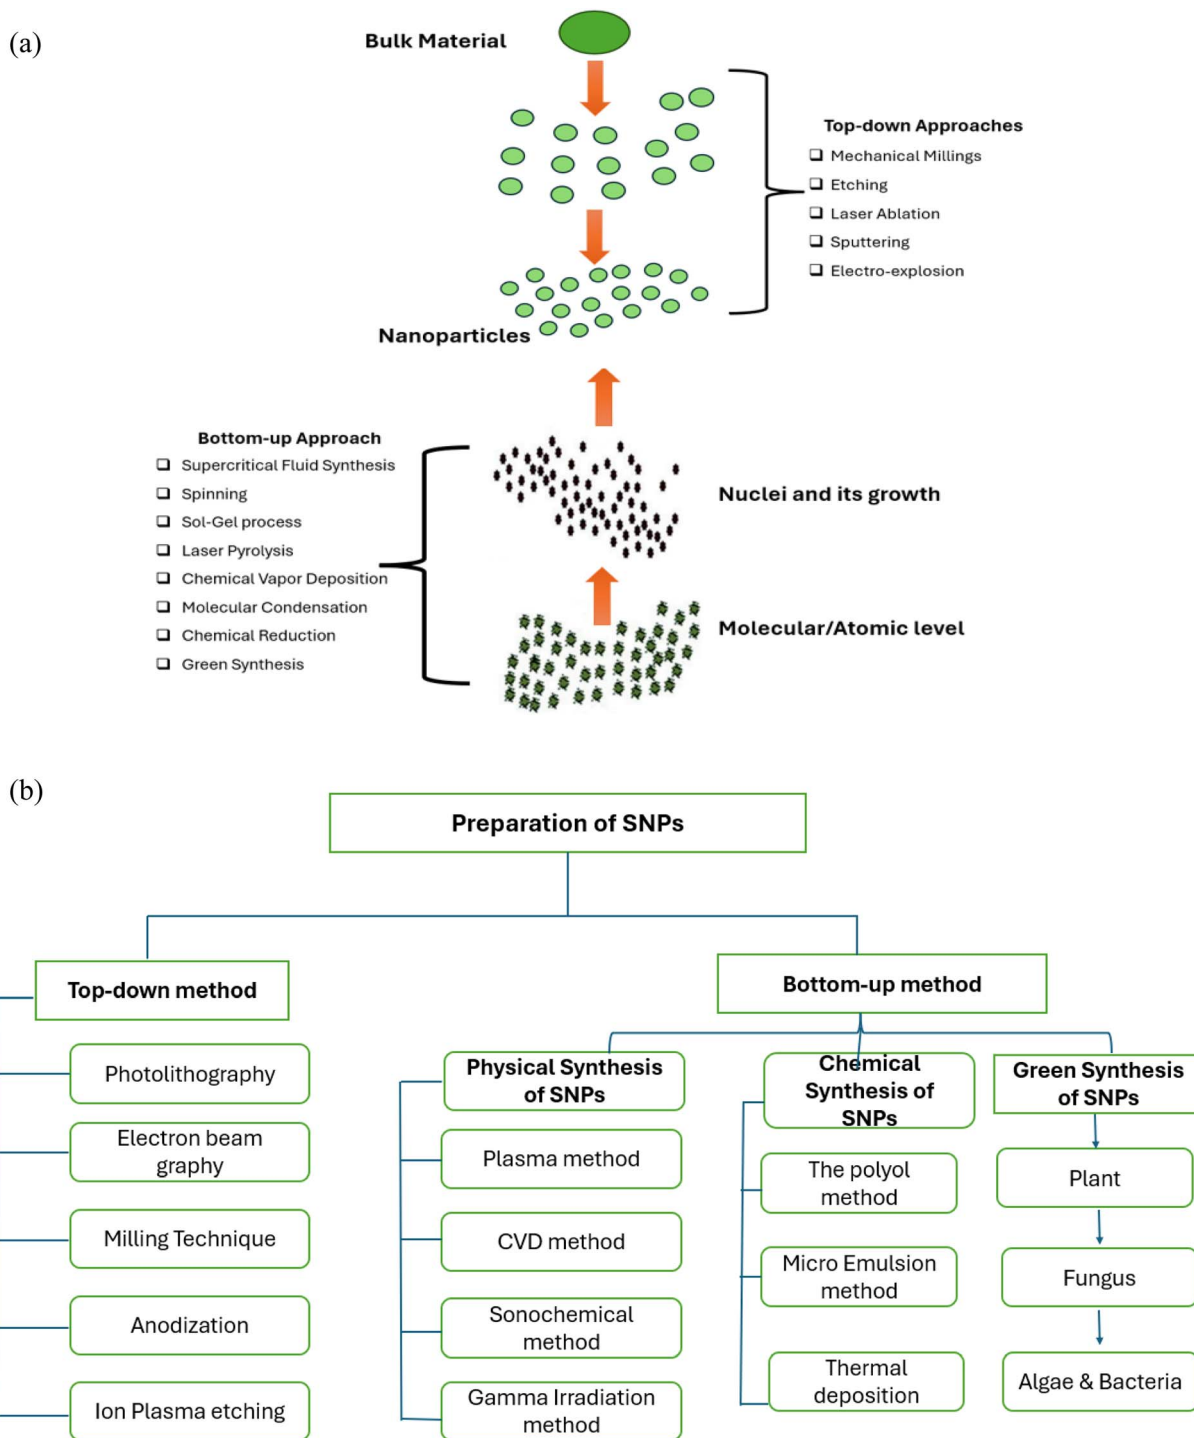 (a)
Bulk Material
Top-down Approaches
Mechanical Millings
Etching
Laser Ablation
Sputtering
Electro-explosion
Nanoparticles
Bottom-up Approach
Supercritical Fluid Synthesis
Spinning
Sol-Gel process
Laser Pyrolysis
Chemical Vapor Deposition
Molecular Condensation
Chemical Reduction
Green Synthesis
Nuclei and its growth
Molecular/Atomic level
(b)
Preparation of SNPs
Top-down method
Photolithography
Electron beam
graphy
Milling Technique
Anodization
Ion Plasma etching
Bottom-up method
Physical Synthesis
of SNPs
Plasma method
CVD method
Sonochemical
method
Gamma Irradiation
method
Chemical
Synthesis of
SNPs
The polyol
method
Micro Emulsion
method
Thermal
deposition
Green Synthesis
of SNPs
Plant
Fungus
Algae & Bacteria